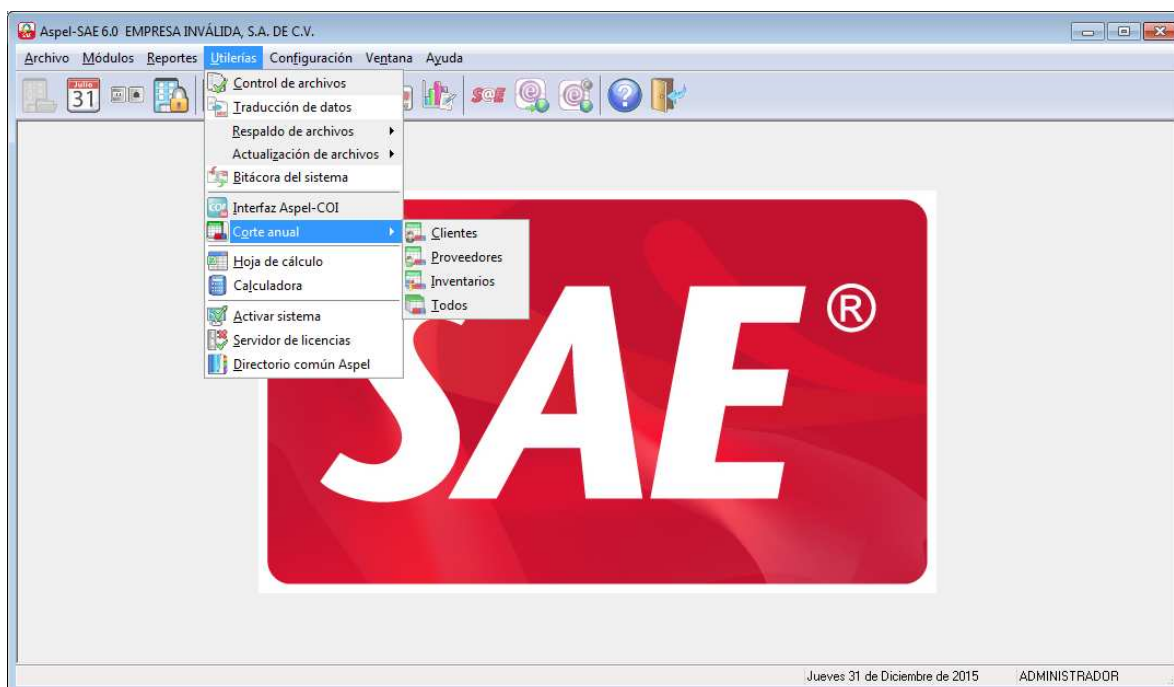 Aspel-SAE 6.0 EMPRESA INVÁLIDA, S.A. DE C.V.
Archivo Módulos Reportes Utilerías Configuración Ventana Ayuda
Julio
31
S@E
Control de archivos
Traducción de datos
Respaldo de archivos
Actualización de archivos
Bitácora del sistema
Interfaz Aspel-COI
Corte anual
Clientes
Proveedores
Inventarios
Todos
Hoja de cálculo
Calculadora
Activar sistema
Servidor de licencias
Directorio común Aspel
SAE®
Jueves 31 de Diciembre de 2015 ADMINISTRADOR